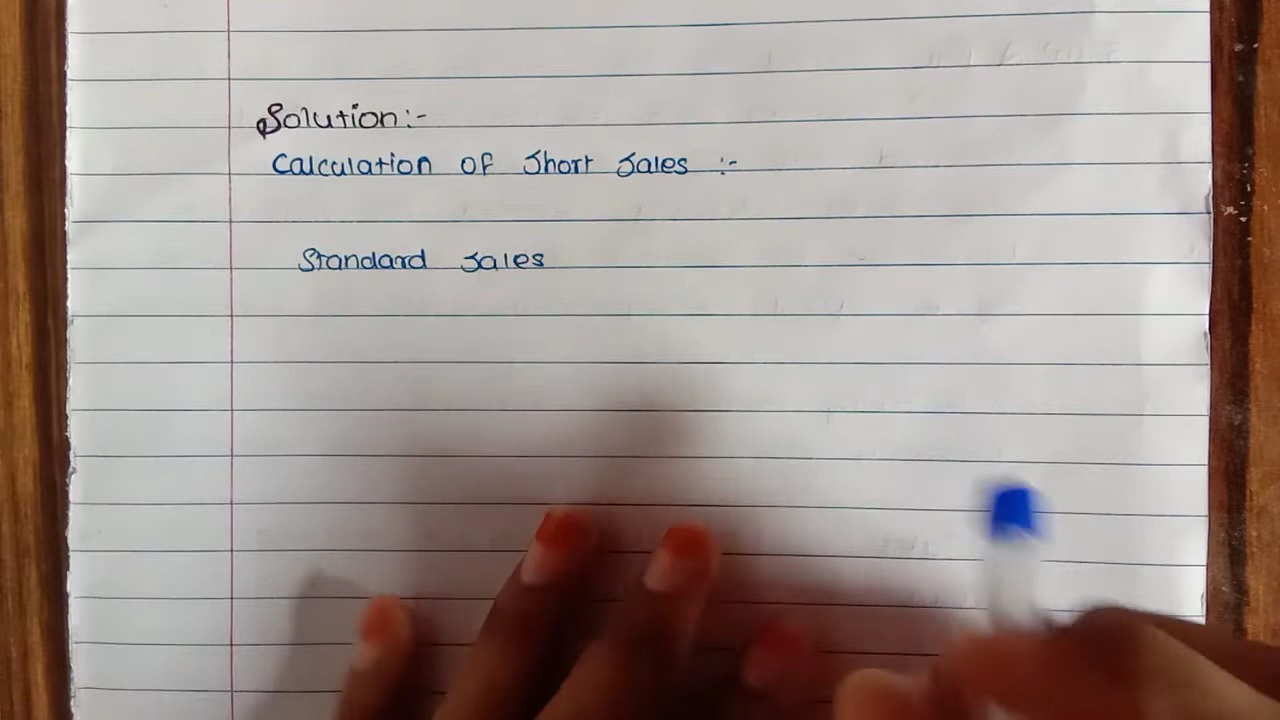 Solution:-
Calculation of Short Sales :-
Standard Sales